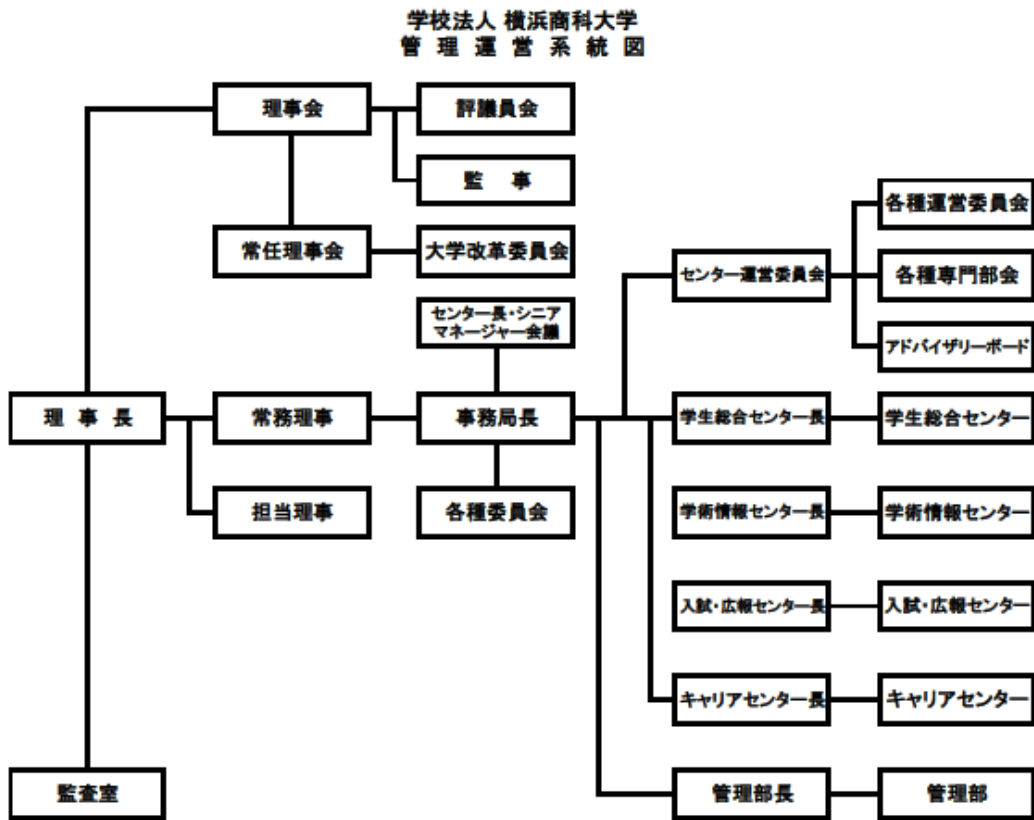 学校法人 横浜商科大学
管 理 運 営 系 統 図
理事会
評議員会
監 事
各種運営委員会
常任理事会
大学改革委員会
センター運営委員会
各種専門部会
センター長・シニア
マネージャー会議
アドバイザリーボード
理 事 長
常務理事
事務局長
学生総合センター長
学生総合センター
担当理事
各種委員会
学術情報センター長
学術情報センター
入試・広報センター長
入試・広報センター
キャリアセンター長
キャリアセンター
監査室
管理部長
管理部